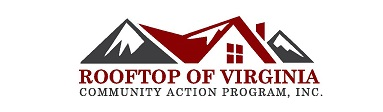 ROOFTOP OF VIRGINIA
COMMUNITY ACTION PROGRAM, INC.